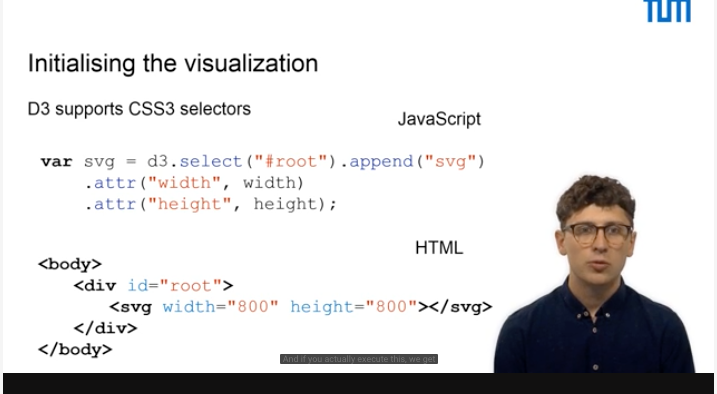 TUM
Initialising the visualization
D3 supports CSS3 selectors
JavaScript
var svg = d3.select("#root").append("svg")
.attr("width", width)
.attr("height", height);
HTML
<body>
<div id="root">
<svg width="800" height="800"></svg>
</div>
</body>
And if you actually execute this, we get